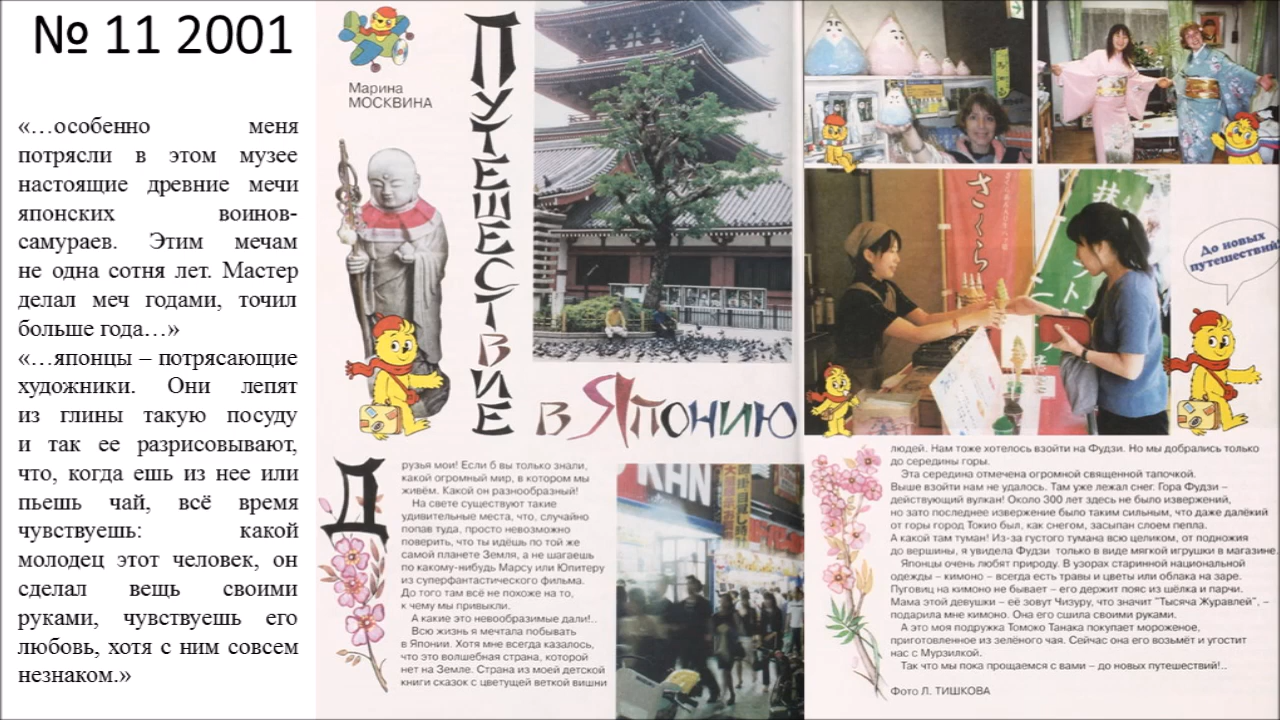 № 11 2001
«…особенно меня
потрясли в этом музее
настоящие древние мечи
японских воинов-
самураев. Этим мечам
не одна сотня лет. Мастер
делал меч годами, точил
больше года…»
«…японцы – потрясающие
художники. Они лепят
из глины такую посуду
и так ее разрисовывают,
что, когда ешь из нее или
пьешь чай, всё время
чувствуешь: какой
молодец этот человек, он
сделал вещь своими
руками, чувствуешь его
любовь, хотя с ним совсем
незнаком.»
Марина
МОСКВИНА
ПУТЕШЕСТВИЕ
в Японию
Друзья мои! Если б вы только знали,
какой огромный мир, в котором мы
живём. Какой он разнообразный!
На свете существуют такие
удивительные места, что, случайно
попав туда, просто невозможно
поверить, что ты идёшь по той же
самой планете Земля, а не шагаешь
по какому-нибудь Марсу или Юпитеру
из суперфантастического фильма.
До того там всё не похоже на то,
к чему мы привыкли.
А какие это невообразимые дали!..
Всю жизнь я мечтала побывать
в Японии. Хотя мне всегда казалось,
что это волшебная страна, которой
нет на Земле. Страна из моей детской
книги сказок с цветущей веткой вишни
KAN
さくら
До новых
путешествий!
людей. Нам тоже хотелось взойти на Фудзи. Но мы добрались только
до середины горы.
Эта середина отмечена огромной священной тапочкой.
Выше взойти нам не удалось. Там уже лежал снег. Гора Фудзи –
действующий вулкан! Около 300 лет здесь не было извержений,
но зато последнее извержение было таким сильным, что даже далёкий
от горы город Токио был, как снегом, засыпан слоем пепла.
А какой там туман! Из-за густого тумана всю целиком, от подножия
до вершины, я увидела Фудзи только в виде мягкой игрушки в магазине.
Японцы очень любят природу. В узорах старинной национальной
одежды – кимоно – всегда есть травы и цветы или облака на заре.
Пуговиц на кимоно не бывает – его держит пояс из шёлка и парчи.
Мама этой девушки – её зовут Чизуру, что значит "Тысяча Журавлей", –
подарила мне кимоно. Она его сшила своими руками.
А это моя подружка Томоко Танака покупает мороженое,
приготовленное из зелёного чая. Сейчас она его возьмёт и угостит
нас с Мурзилкой.
Так что мы пока прощаемся с вами – до новых путешествий!..
Фото Л. ТИШКОВА